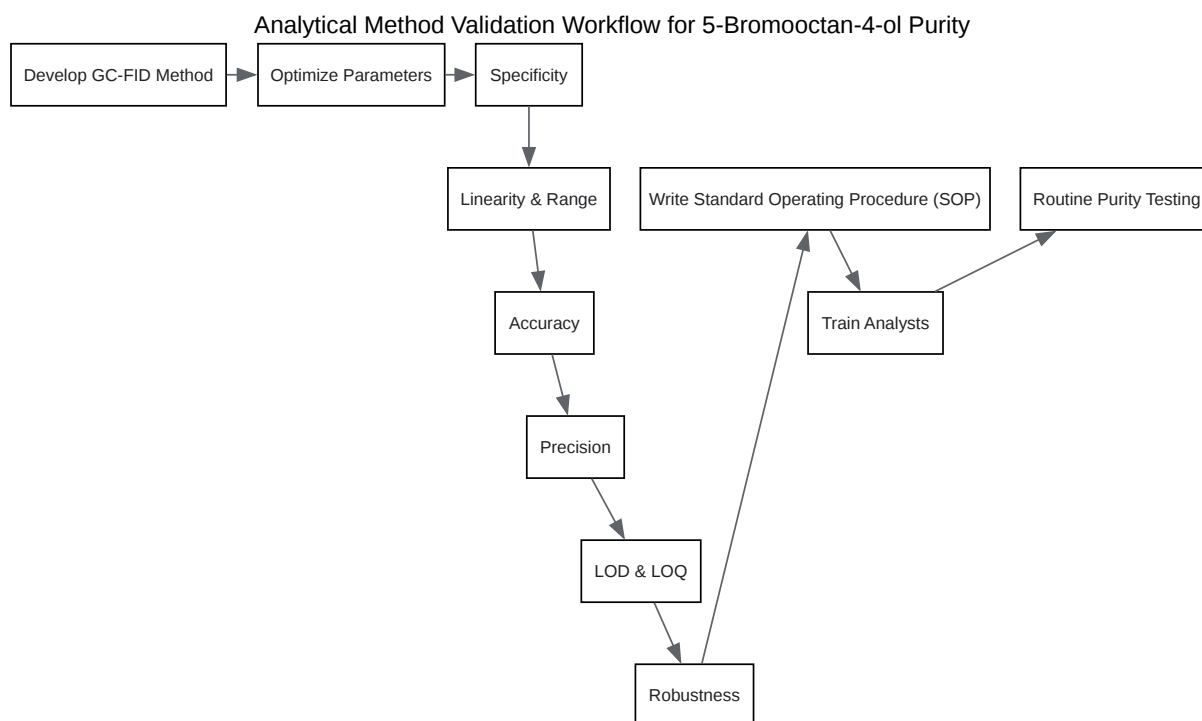 Analytical Method Validation Workflow for 5-Bromooctan-4-ol Purity
Develop GC-FID Method
Optimize Parameters
Specificity
Linearity & Range
Accuracy
Precision
LOD & LOQ
Robustness
Write Standard Operating Procedure (SOP)
Train Analysts
Routine Purity Testing